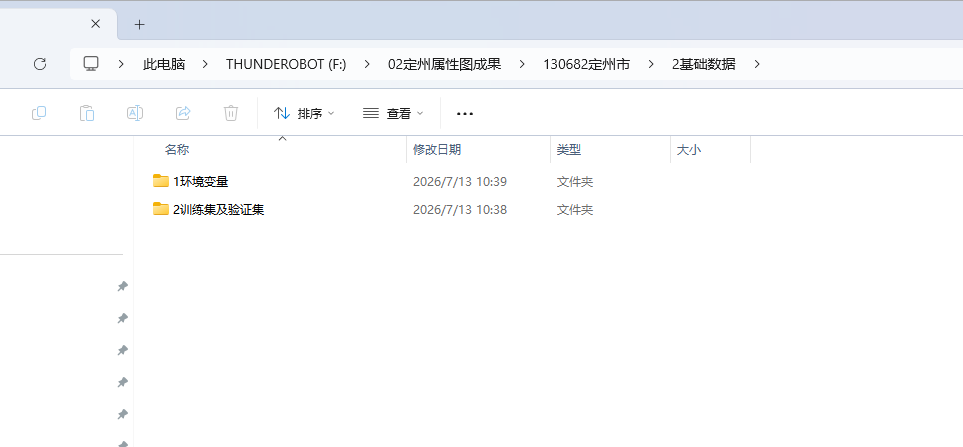 此电脑 > THUNDEROBOT (F:) > 02定州属性图成果 > 130682定州市 > 2基础数据 >
排序 查看
名称 修改日期 类型 大小
1环境变量 2026/7/13 10:39 文件夹
2训练集及验证集 2026/7/13 10:38 文件夹